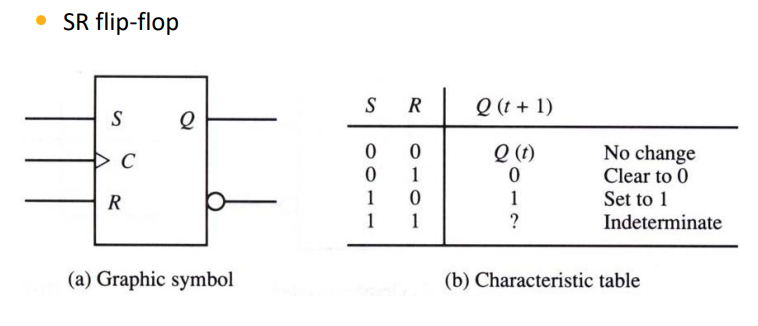 SR flip-flop
S Q
C
R
(a) Graphic symbol
S R Q (t + 1)
0 0 Q (t) No change
0 1 0 Clear to 0
1 0 1 Set to 1
1 1 ? Indeterminate
(b) Characteristic table